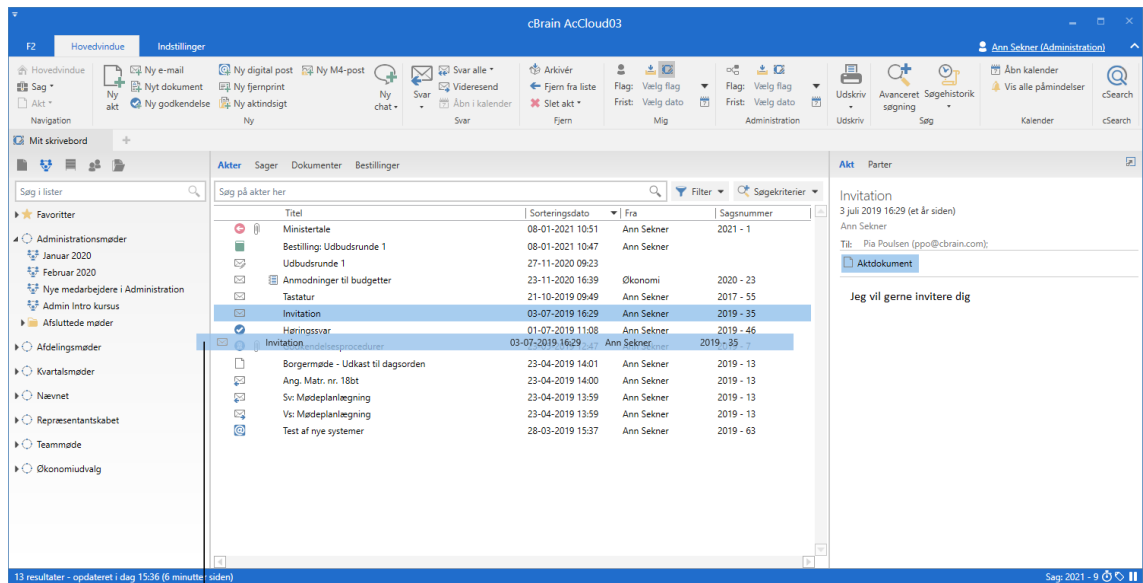 cBrain AcCloud03
F2 Hovedvindue Indstillinger Ann Sekner (Administration)
Hovedvindue
Sag
Akt
Navigation
Ny akt
Ny e-mail
Nyt dokument
Ny godkendelse
Ny digital post
Ny fjernprint
Ny aktindsigt
Ny M4-post
Ny chat
Ny
Svar
Svar alle
Videresend
Åbn i kalender
Svar
Arkivér
Fjern fra liste
Slet akt
Fjern
Flag: Vælg flag
Frist: Vælg dato
Mig
Flag: Vælg flag
Frist: Vælg dato
Administration
Udskriv
Udskriv
Avanceret søgning
Søgehistorik
Søg
Åbn kalender
Vis alle påmindelser
Kalender
cSearch
cSearch
Mit skrivebord
Søg i lister
Favoritter
Administrationsmøder
Januar 2020
Februar 2020
Nye medarbejdere i Administration
Admin Intro kursus
Afsluttede møder
Afdelingsmøder
Kvartalsmøder
Nævnet
Repræsentantskabet
Teammøde
Økonomiudvalg
Akter Sager Dokumenter Bestillinger
Søg på akter her Filter Søgekriterier
Titel Sorteringsdato Fra Sagsnummer
Ministertale 08-01-2021 10:51 Ann Sekner 2021 - 1
Bestilling: Udbudsrunde 1 08-01-2021 10:47 Ann Sekner
Udbudsrunde 1 27-11-2020 09:23
Anmodninger til budgetter 23-11-2020 16:39 Økonomi 2020 - 23
Tastatur 21-10-2019 09:49 Ann Sekner 2017 - 55
Invitation 03-07-2019 16:29 Ann Sekner 2019 - 35
Høringssvar 01-07-2019 11:08 Ann Sekner 2019 - 46
Invitation 03-07-2019 16:29 Ann Sekner 2019 - 35
Borgermøde - Udkast til dagsorden 23-04-2019 14:01 Ann Sekner 2019 - 13
Ang. Matr. nr. 18bt 23-04-2019 14:00 Ann Sekner 2019 - 13
Sv: Mødeplanlægning 23-04-2019 13:59 Ann Sekner 2019 - 13
Vs: Mødeplanlægning 23-04-2019 13:59 Ann Sekner 2019 - 13
Test af nye systemer 28-03-2019 15:37 Ann Sekner 2019 - 63
Akt Parter
Invitation
3 juli 2019 16:29 (et år siden)
Ann Sekner
Til: Pia Poulsen (ppo@cbrain.com);
Aktdokument
Jeg vil gerne invitere dig
13 resultater - opdateret i dag 15:36 (6 minutter siden) Sag: 2021 - 9